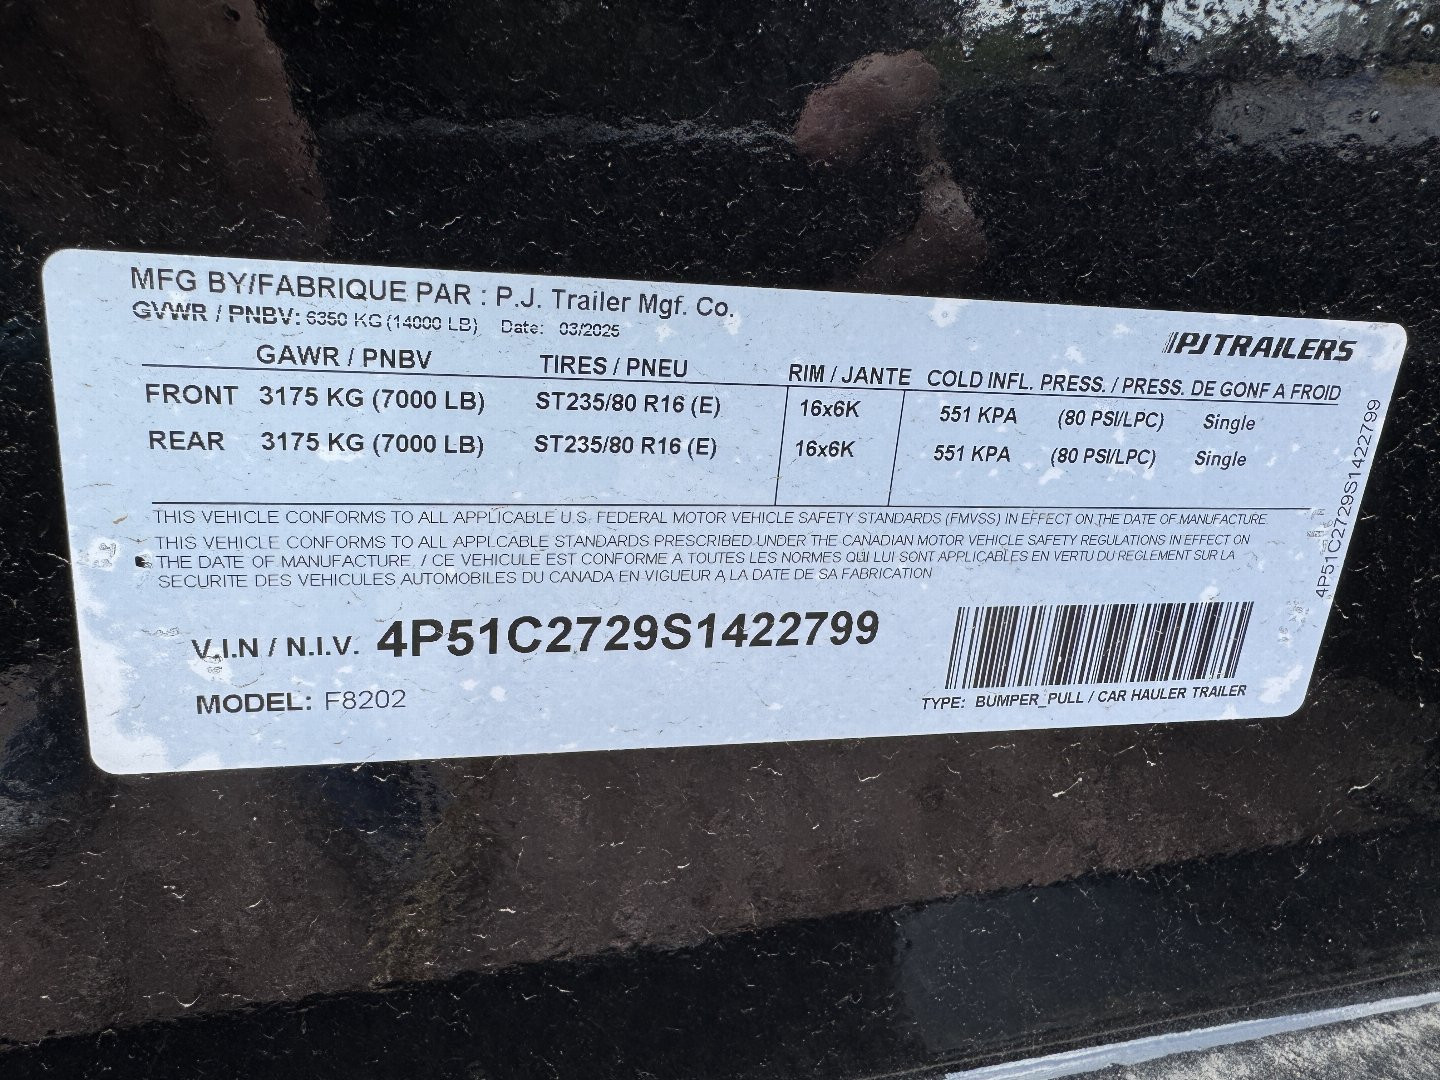 MFG BY/FABRIQUE PAR : P.J. Trailer Mgf. Co.
GVWR / PNBV: 6350 KG (14000 LB) Date: 03/2025
PJTRAILERS
GAWR / PNBV TIRES / PNEU RIM / JANTE COLD INFL. PRESS. / PRESS. DE GONF A FROID
FRONT 3175 KG (7000 LB) ST235/80 R16 (E) 16x6K 551 KPA (80 PSI/LPC) Single
REAR 3175 KG (7000 LB) ST235/80 R16 (E) 16x6K 551 KPA (80 PSI/LPC) Single
THIS VEHICLE CONFORMS TO ALL APPLICABLE U.S. FEDERAL MOTOR VEHICLE SAFETY STANDARDS (FMVSS) IN EFFECT ON THE DATE OF MANUFACTURE
THIS VEHICLE CONFORMS TO ALL APPLCABLE STANDARDS PRESCRIBED UNDER THE CANADIAN MOTOR VEHICLE SAFETY REGULATIONS IN EFFECT ON
THE DATE OF MANUFACTURE. / CE VEHICULE EST CONFORME A TOUTES LES NORMES QUI LUI SONT APPLICABLES EN VERTU DU REGLEMENT SUR LA
SECURITE DES VEHICULES AUTOMOBILES DU CANADA EN VIGUEUR A LA DATE DE SA FABRICATION
V.I.N / N.I.V. 4P51C2729S1422799
MODEL: F8202
TYPE: BUMPER_PULL / CAR HAULER TRAILER
4P51C2729S1422799